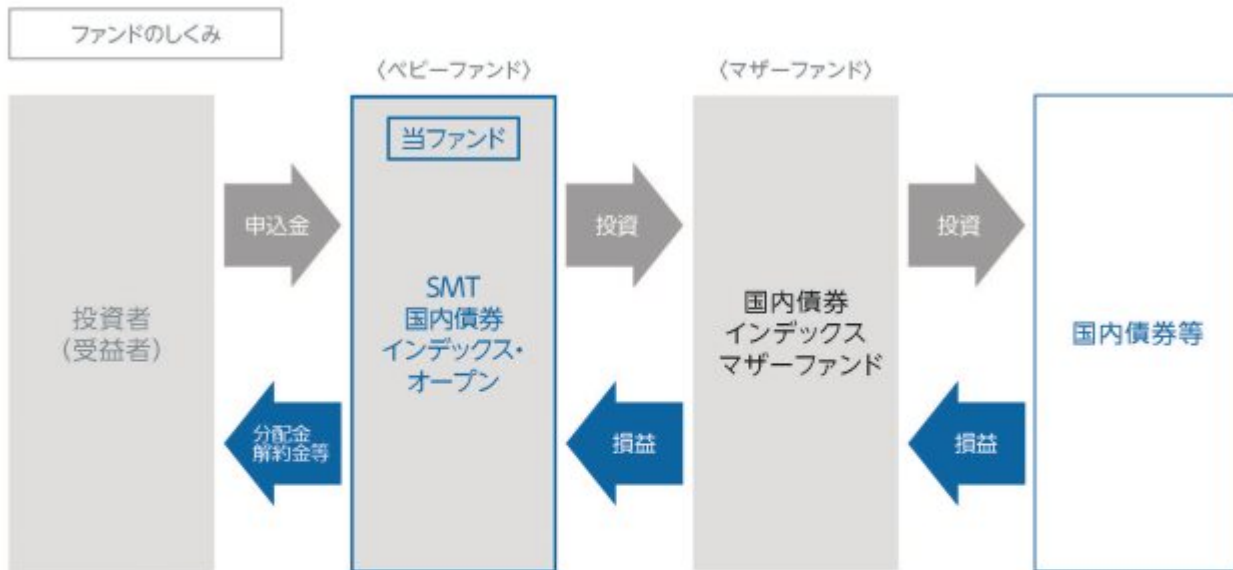 ファンドのしくみ
〈ベビーファンド〉
〈マザーファンド〉
投資者
(受益者)
申込金
分配金
解約金等
当ファンド
SMT
国内債券
インデックス・
オープン
投資
損益
国内債券
インデックス
マザーファンド
投資
損益
国内債券等